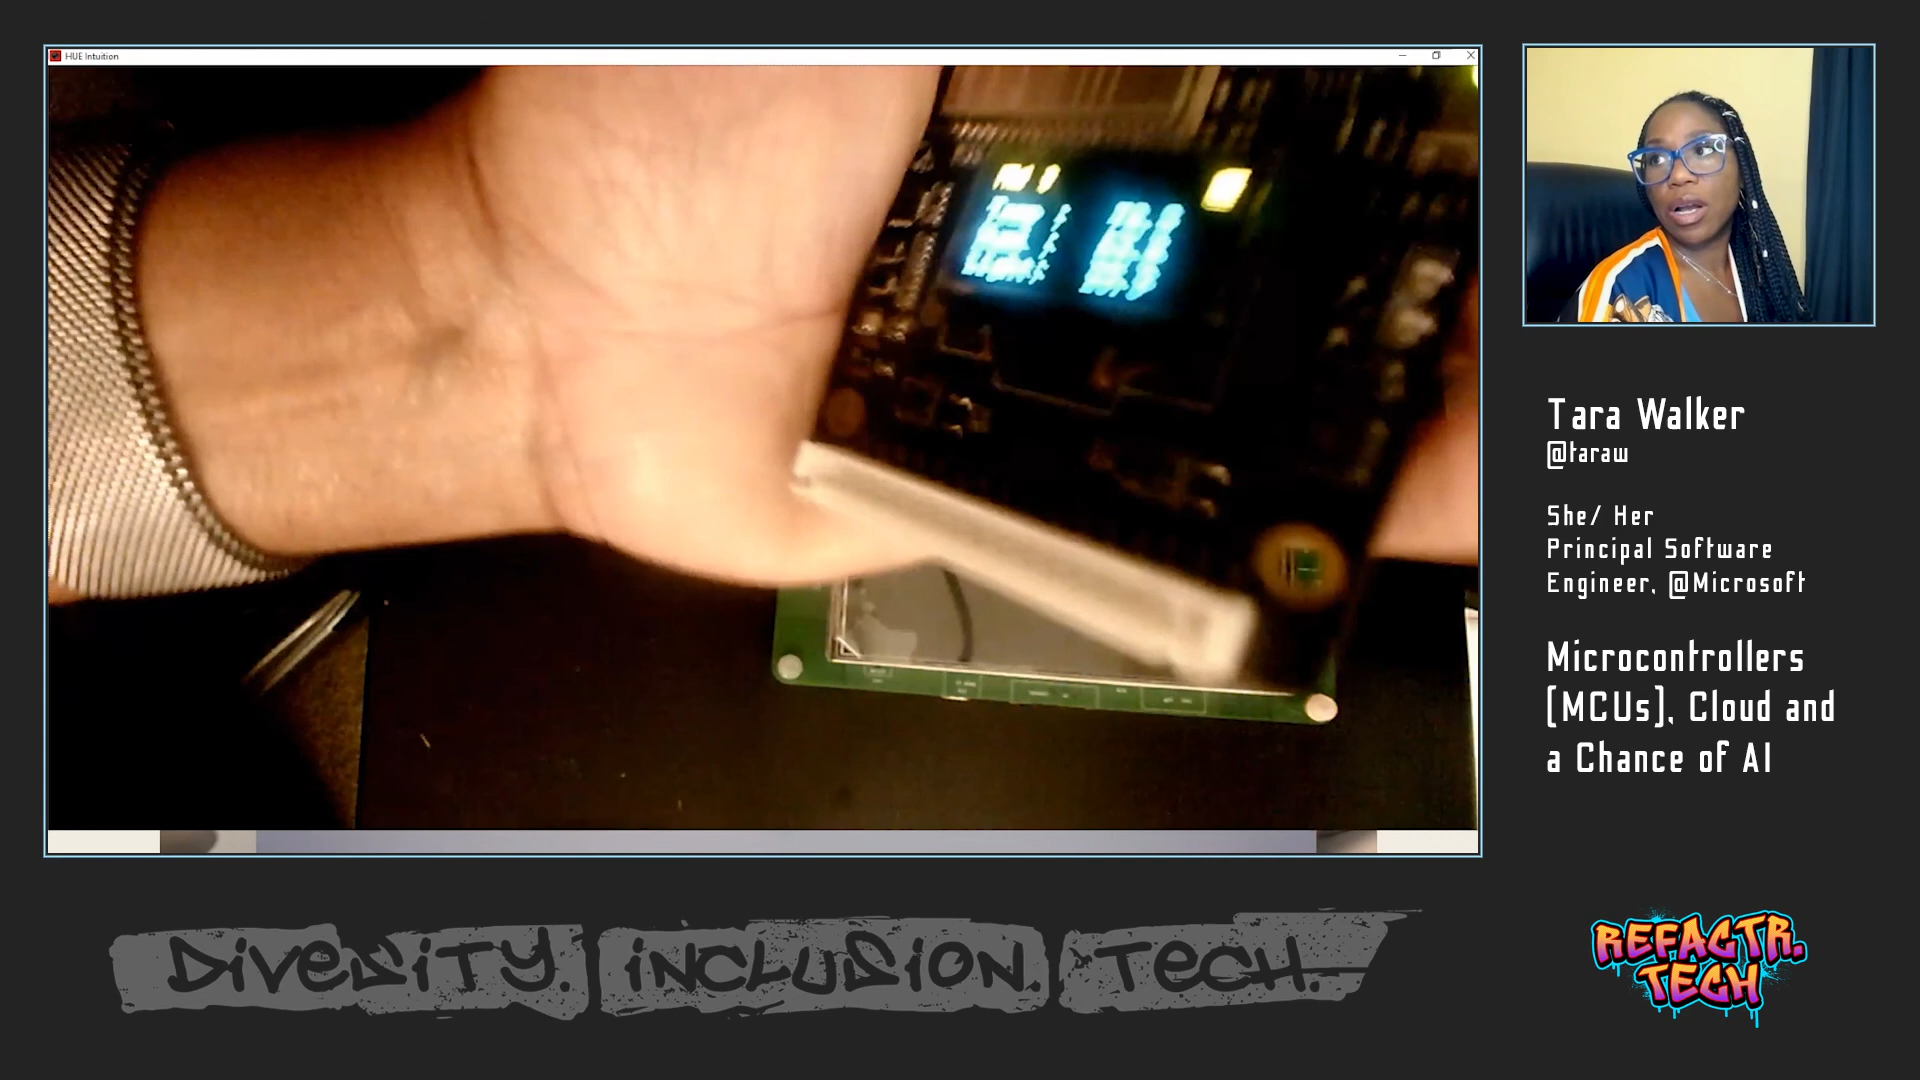 HUE Intuition
Tara Walker
@taraw
She/ Her
Principal Software
Engineer, @Microsoft
Microcontrollers
(MCUs), Cloud and
a Chance of AI
DIVERSITY. INCLUSION. TECH.
REFACTR.
TECH